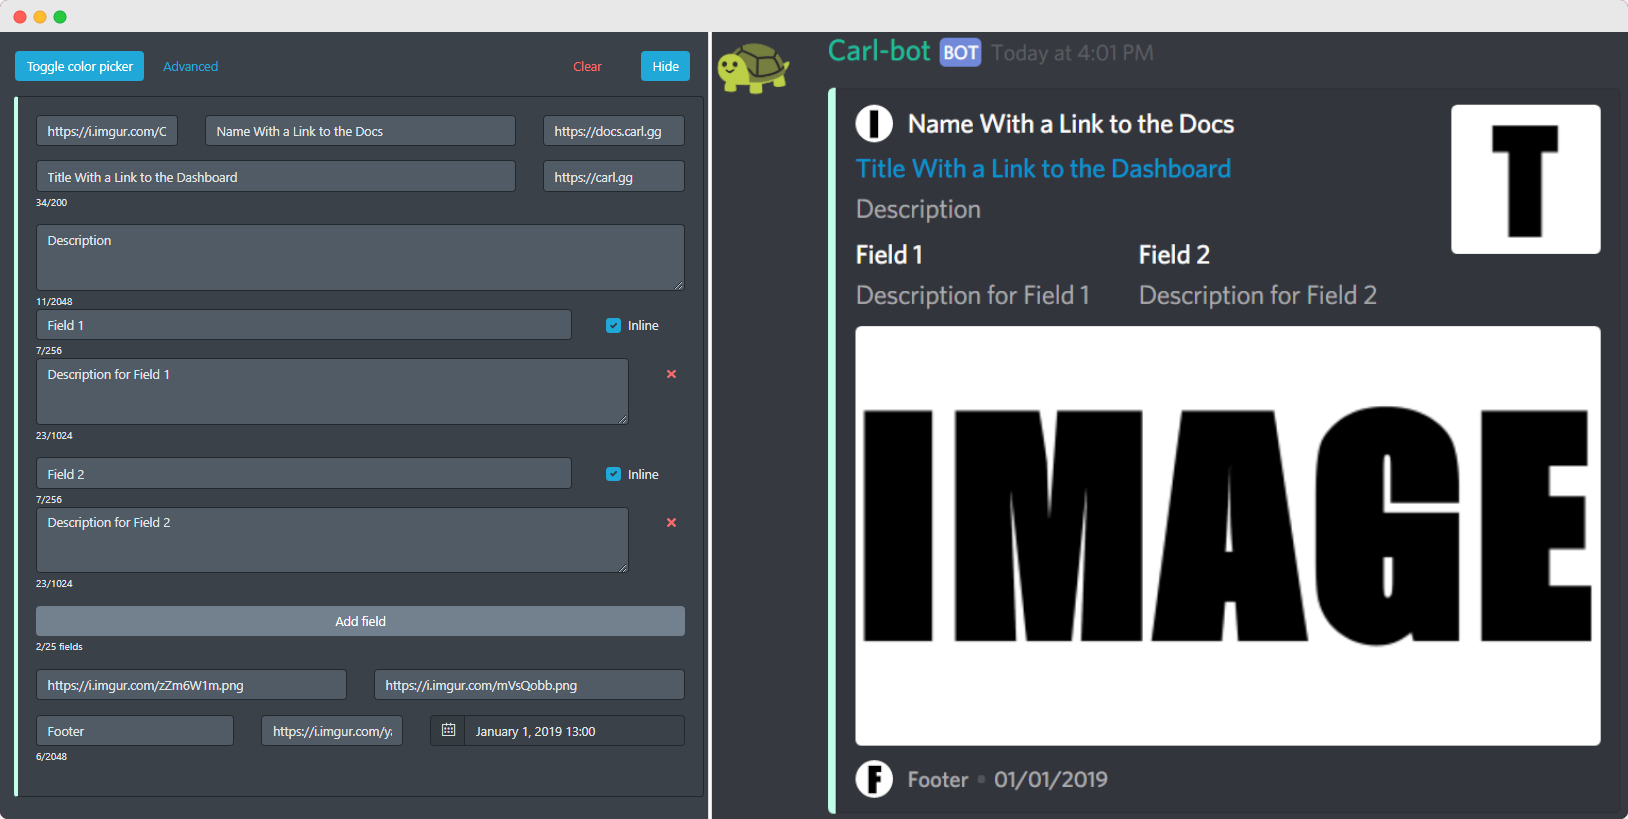 Toggle color picker Advanced Clear Hide
https://i.imgur.com/C Name With a Link to the Docs https://docs.carl.gg
Title With a Link to the Dashboard https://carl.gg
34/200
Description
11/2048
Field 1 Inline
7/256
Description for Field 1
23/1024
Field 2 Inline
7/256
Description for Field 2
23/1024
Add field
2/25 fields
https://i.imgur.com/zZm6W1m.png https://i.imgur.com/mVsQobb.png
Footer https://i.imgur.com/y January 1, 2019 13:00
6/2048
Carl-bot BOT Today at 4:01 PM
I Name With a Link to the Docs
T
Title With a Link to the Dashboard
Description
Field 1 Field 2
Description for Field 1 Description for Field 2
IMAGE
F Footer • 01/01/2019